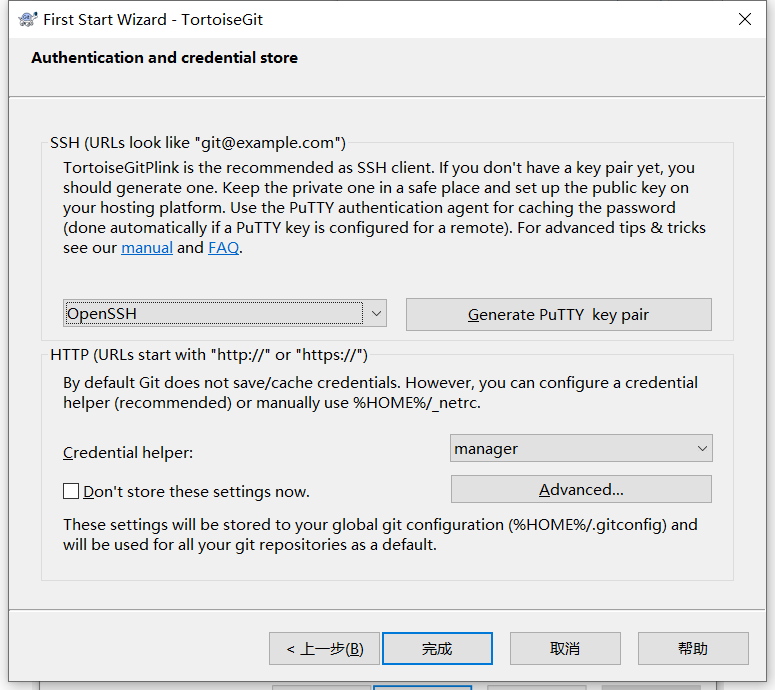 First Start Wizard - TortoiseGit
Authentication and credential store
SSH (URLs look like "git@example.com")
TortoiseGitPlink is the recommended as SSH client. If you don't have a key pair yet, you
should generate one. Keep the private one in a safe place and set up the public key on
your hosting platform. Use the PuTTY authentication agent for caching the password
(done automatically if a PuTTY key is configured for a remote). For advanced tips & tricks
see our manual and FAQ.
OpenSSH
Generate PuTTY  key pair
HTTP (URLs start with "http://" or "https://")
By default Git does not save/cache credentials. However, you can configure a credential
helper (recommended) or manually use %HOME%/_netrc.
Credential helper:
manager
Don't store these settings now.
Advanced...
These settings will be stored to your global git configuration (%HOME%/.gitconfig) and
will be used for all your git repositories as a default.
< 上一步(B)
完成
取消
帮助